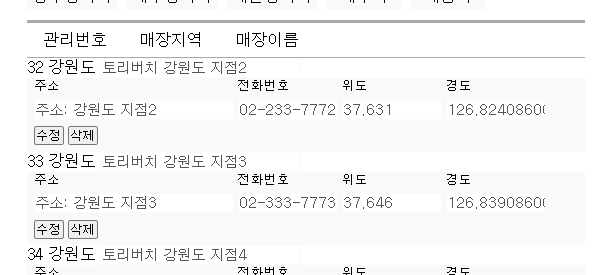 관리번호 매장지역 매장이름
32 강원도 토리버치 강원도 지점2
주소 전화번호 위도 경도
주소: 강원도 지점2 02-233-7772 37,631 126,82408600
수정 삭제
33 강원도 토리버치 강원도 지점3
주소 전화번호 위도 경도
주소: 강원도 지점3 02-333-7773 37,646 126,83908600
수정 삭제
34 강원도 토리버치 강원도 지점4
주소 전화번호 위도 경도